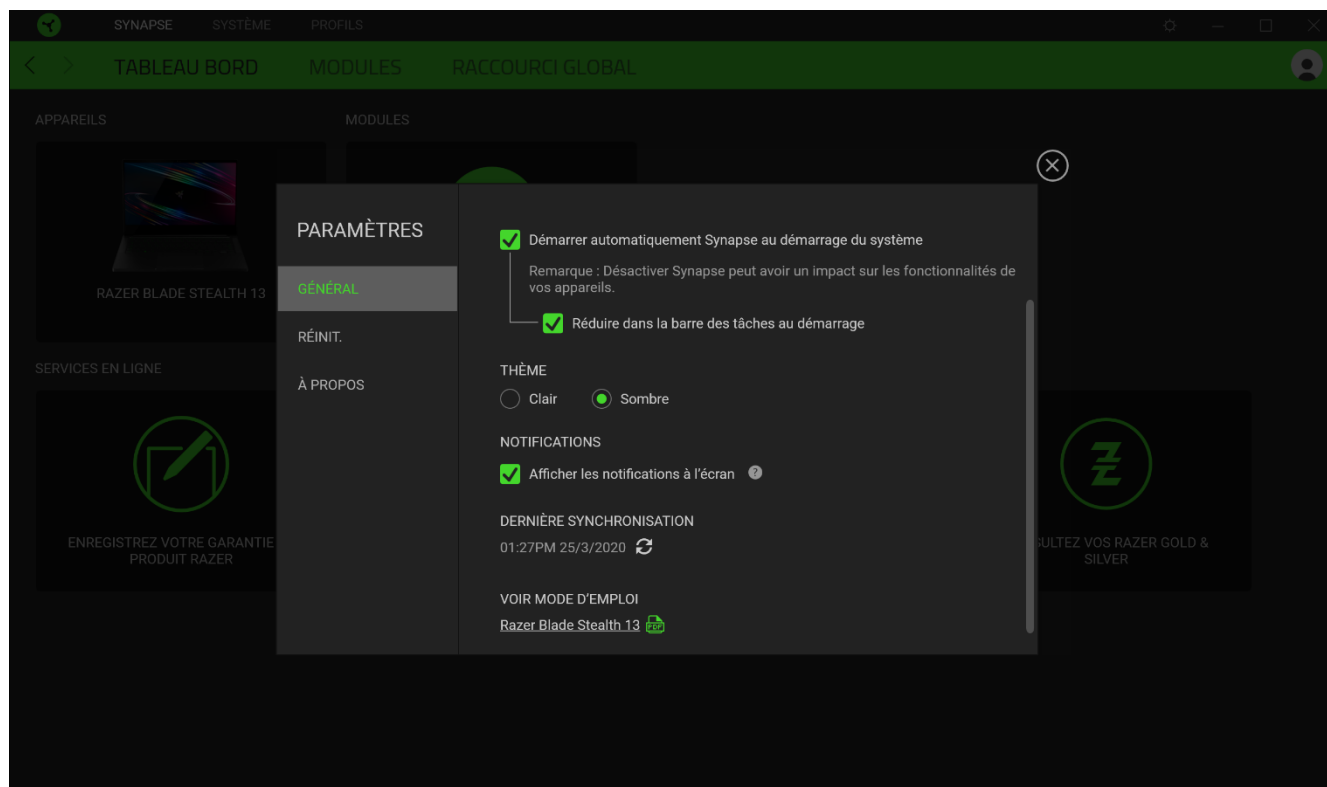 SYNAPSE SYSTÈME PROFILS
TABLEAU BORD MODULES RACCOURCI GLOBAL
APPAREILS
MODULES
RAZER BLADE STEALTH 13
SERVICES EN LIGNE
ENREGISTREZ VOTRE GARANTIE
PRODUIT RAZER
PARAMÈTRES
GÉNÉRAL
RÉINIT.
À PROPOS
Démarrer automatiquement Synapse au démarrage du système
Remarque : Désactiver Synapse peut avoir un impact sur les fonctionnalités de
vos appareils.
Réduire dans la barre des tâches au démarrage
THÈME
Clair Sombre
NOTIFICATIONS
Afficher les notifications à l'écran ?
DERNIÈRE SYNCHRONISATION
01:27PM 25/3/2020
VOIR MODE D'EMPLOI
Razer Blade Stealth 13 PDF
SULTEZ VOS RAZER GOLD &
SILVER